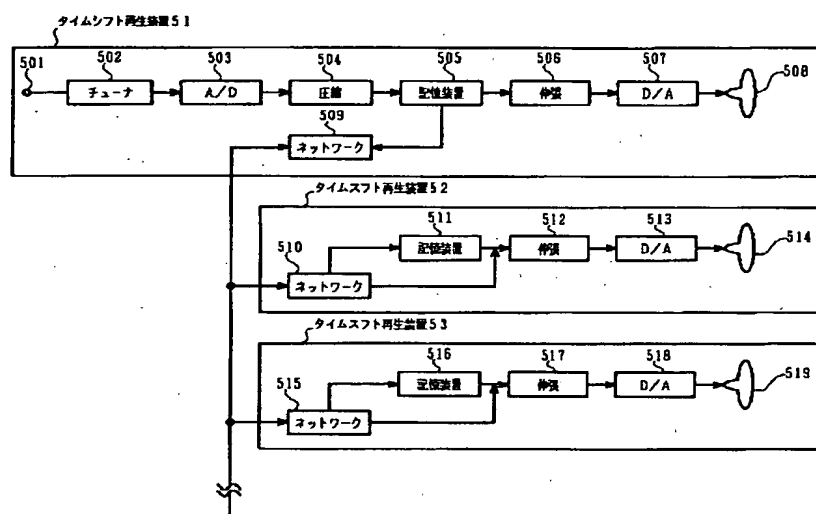 タイムシフト再生装置51
501
502
503
504
505
506
507
508
チューナ
A/D
圧縮
記憶装置
伸張
D/A
509
ネットワーク
タイムスフト再生装置52
511
512
513
514
510
記憶装置
伸張
D/A
ネットワーク
タイムスフト再生装置53
516
517
518
519
515
記憶装置
伸張
D/A
ネットワーク